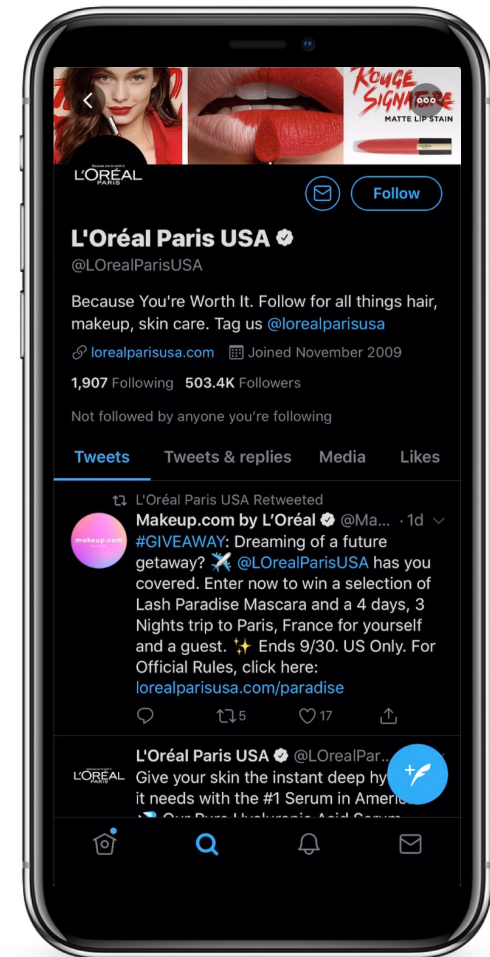 ROUGE
SIGNATURE
MATTE LIP STAIN
L'ORÉAL
PARIS
Follow
L'Oréal Paris USA
@LOrealParisUSA
Because You're Worth It. Follow for all things hair,
makeup, skin care. Tag us @lorealparisusa
lorealparisusa.com Joined November 2009
1,907 Following 503.4K Followers
Not followed by anyone you're following
Tweets Tweets & replies Media Likes
L'Oréal Paris USA Retweeted
Makeup.com by L'Oréal @Ma... · 1d
makeup.com
#GIVEAWAY: Dreaming of a future
getaway? ✈️ @LOrealParisUSA has you
covered. Enter now to win a selection of
Lash Paradise Mascara and a 4 days, 3
Nights trip to Paris, France for yourself
and a guest. ✨ Ends 9/30. US Only. For
Official Rules, click here:
lorealparisusa.com/paradise
5 17
L'Oréal Paris USA @LOrealPar..
L'ORÉAL
PARIS
Give your skin the instant deep hy
it needs with the #1 Serum in Americ
Our Pure Hyaluronic Acid Serum